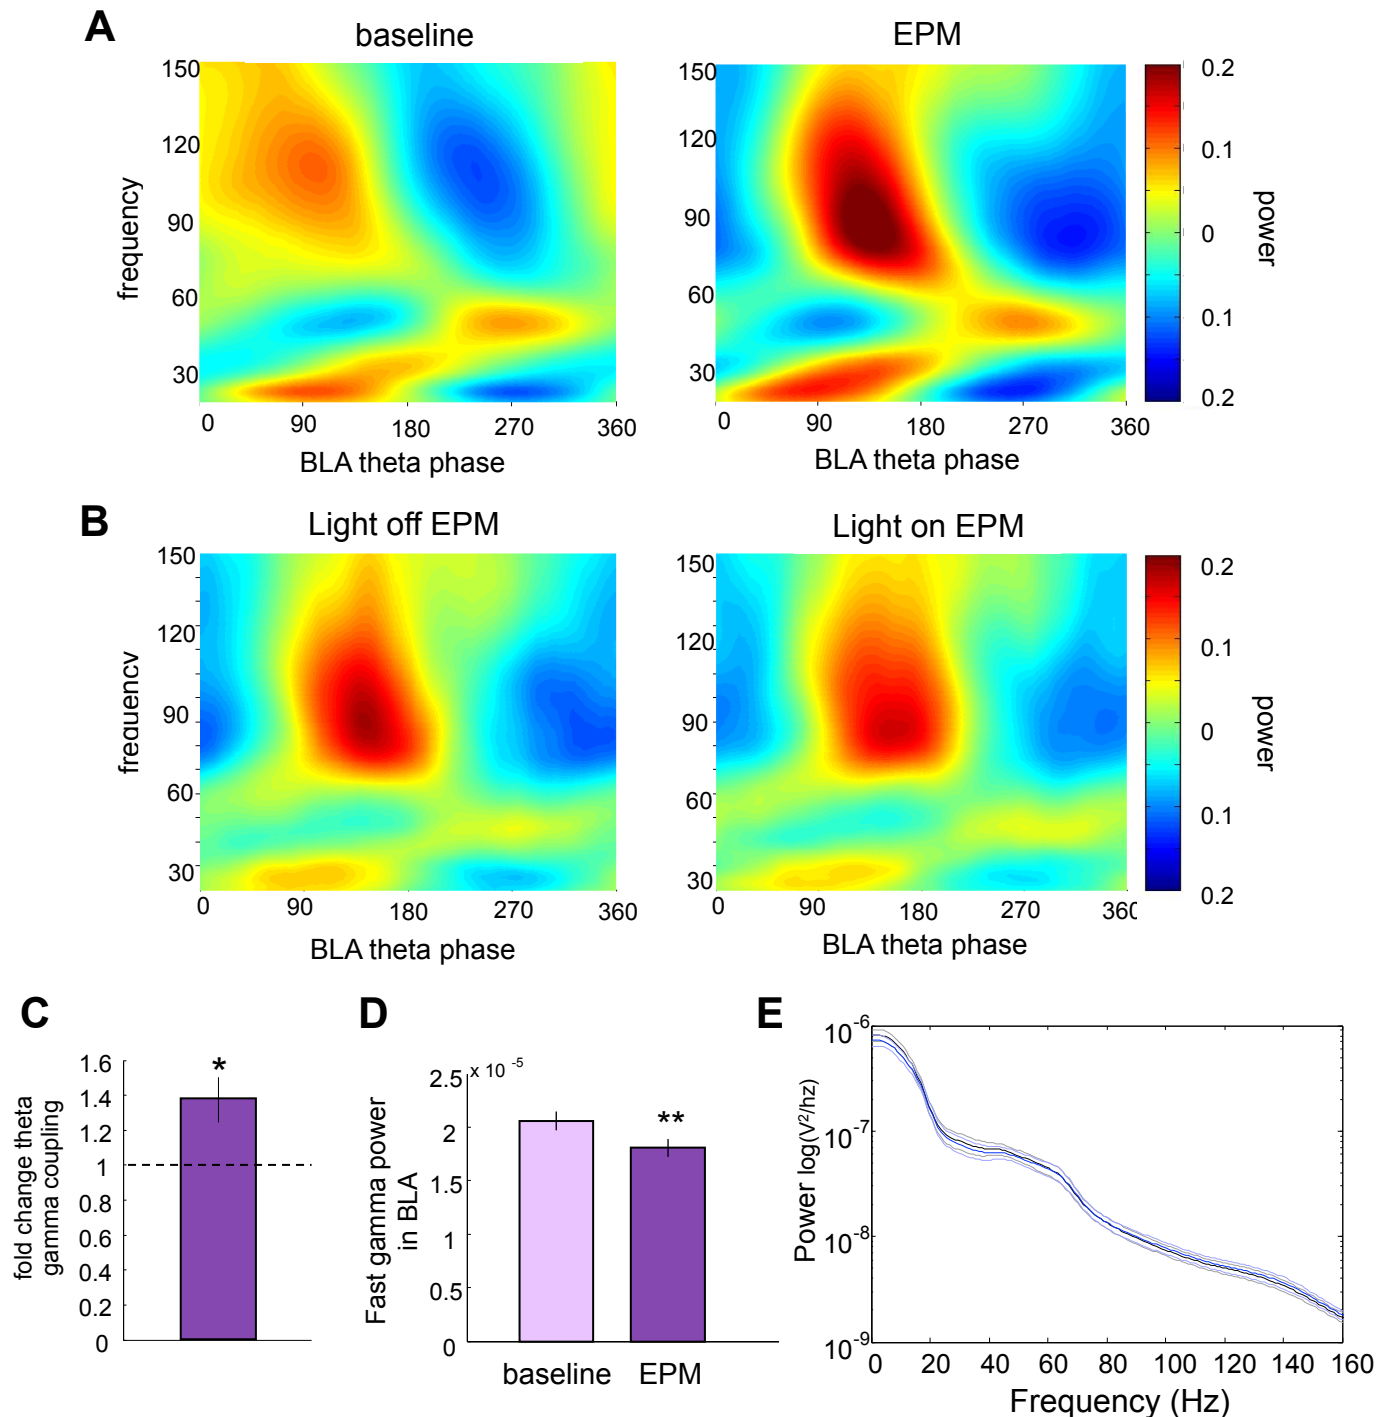 A
baseline
EPM
150
120
90
60
30
frequency
0 90 180 270 360
BLA theta phase
150
120
90
60
30
0 90 180 270 360
BLA theta phase
0.2
0.1
0
0.1
0.2
power
B
Light off EPM
Light on EPM
150
120
90
60
30
frequency
0 90 180 270 360
BLA theta phase
150
120
90
60
30
0 90 180 270 360
BLA theta phase
0.2
0.1
0
0.1
0.2
power
C
fold change theta
gamma coupling
1.6
1.4
1.2
1
0.8
0.6
0.4
0.2
0
*
D
Fast gamma power
in BLA
x 10 -5
2.5
2
1.5
1
0.5
0
**
baseline EPM
E
Power log(V²/hz)
10-6
10-7
10-8
10-9
0 20 40 60 80 100 120 140 160
Frequency (Hz)